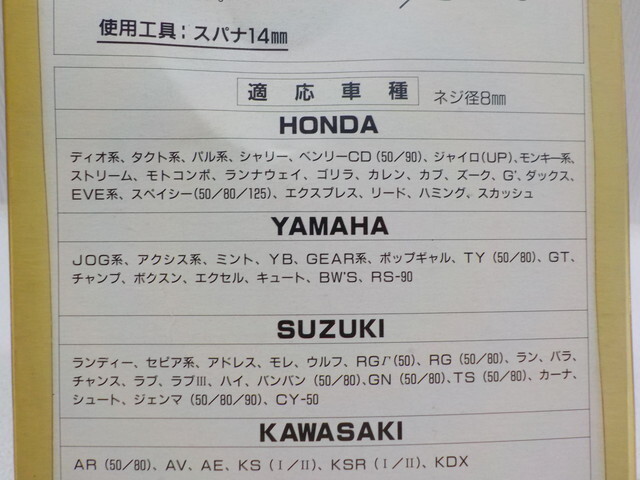 使用工具：スパナ14mm
適応車種 ネジ径8mm
HONDA
ディオ系、タクト系、パル系、シャリー、ベンリーCD(50/90)、ジャイロ(UP)、モンキー系、
ストリーム、モトコンポ、ランナウェイ、ゴリラ、カレン、カブ、ズーク、G'、ダックス、
EVE系、スペイシー(50/80/125)、エクスプレス、リード、ハミング、スカッシュ
YAMAHA
JOG系、アクシス系、ミント、YB、GEAR系、ポップギャル、TY(50/80)、GT、
チャンプ、ボクスン、エクセル、キュート、BW'S、RS-90
SUZUKI
ランディー、セピア系、アドレス、モレ、ウルフ、RGΓ(50)、RG(50/80)、ラン、バラ、
チャンス、ラブ、ラブⅢ、ハイ、バンバン(50/80)、GN(50/80)、TS(50/80)、カーナ、
シュート、ジェンマ(50/80/90)、CY-50
KAWASAKI
AR(50/80)、AV、AE、KS(Ⅰ/Ⅱ)、KSR(Ⅰ/Ⅱ)、KDX